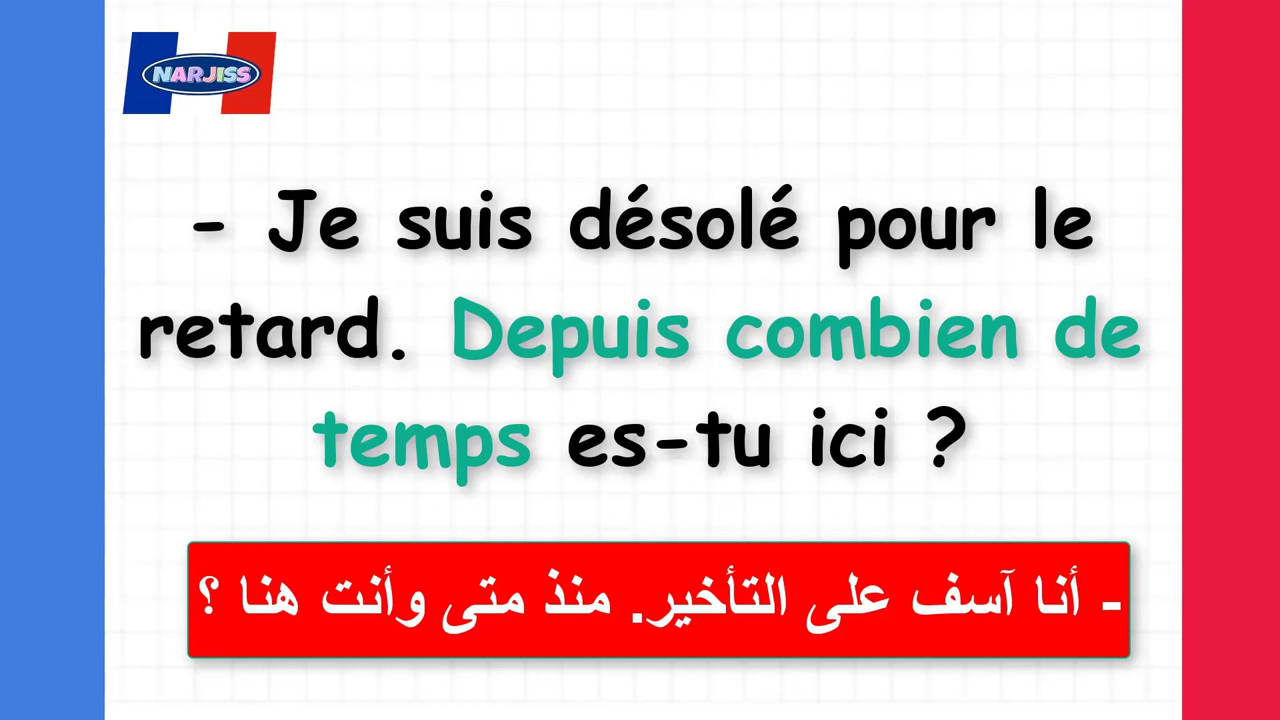 NARJISS
- Je suis désolé pour le
retard. Depuis combien de
temps es-tu ici ?
- أنا آسف على التأخير. منذ متى وأنت هنا ؟